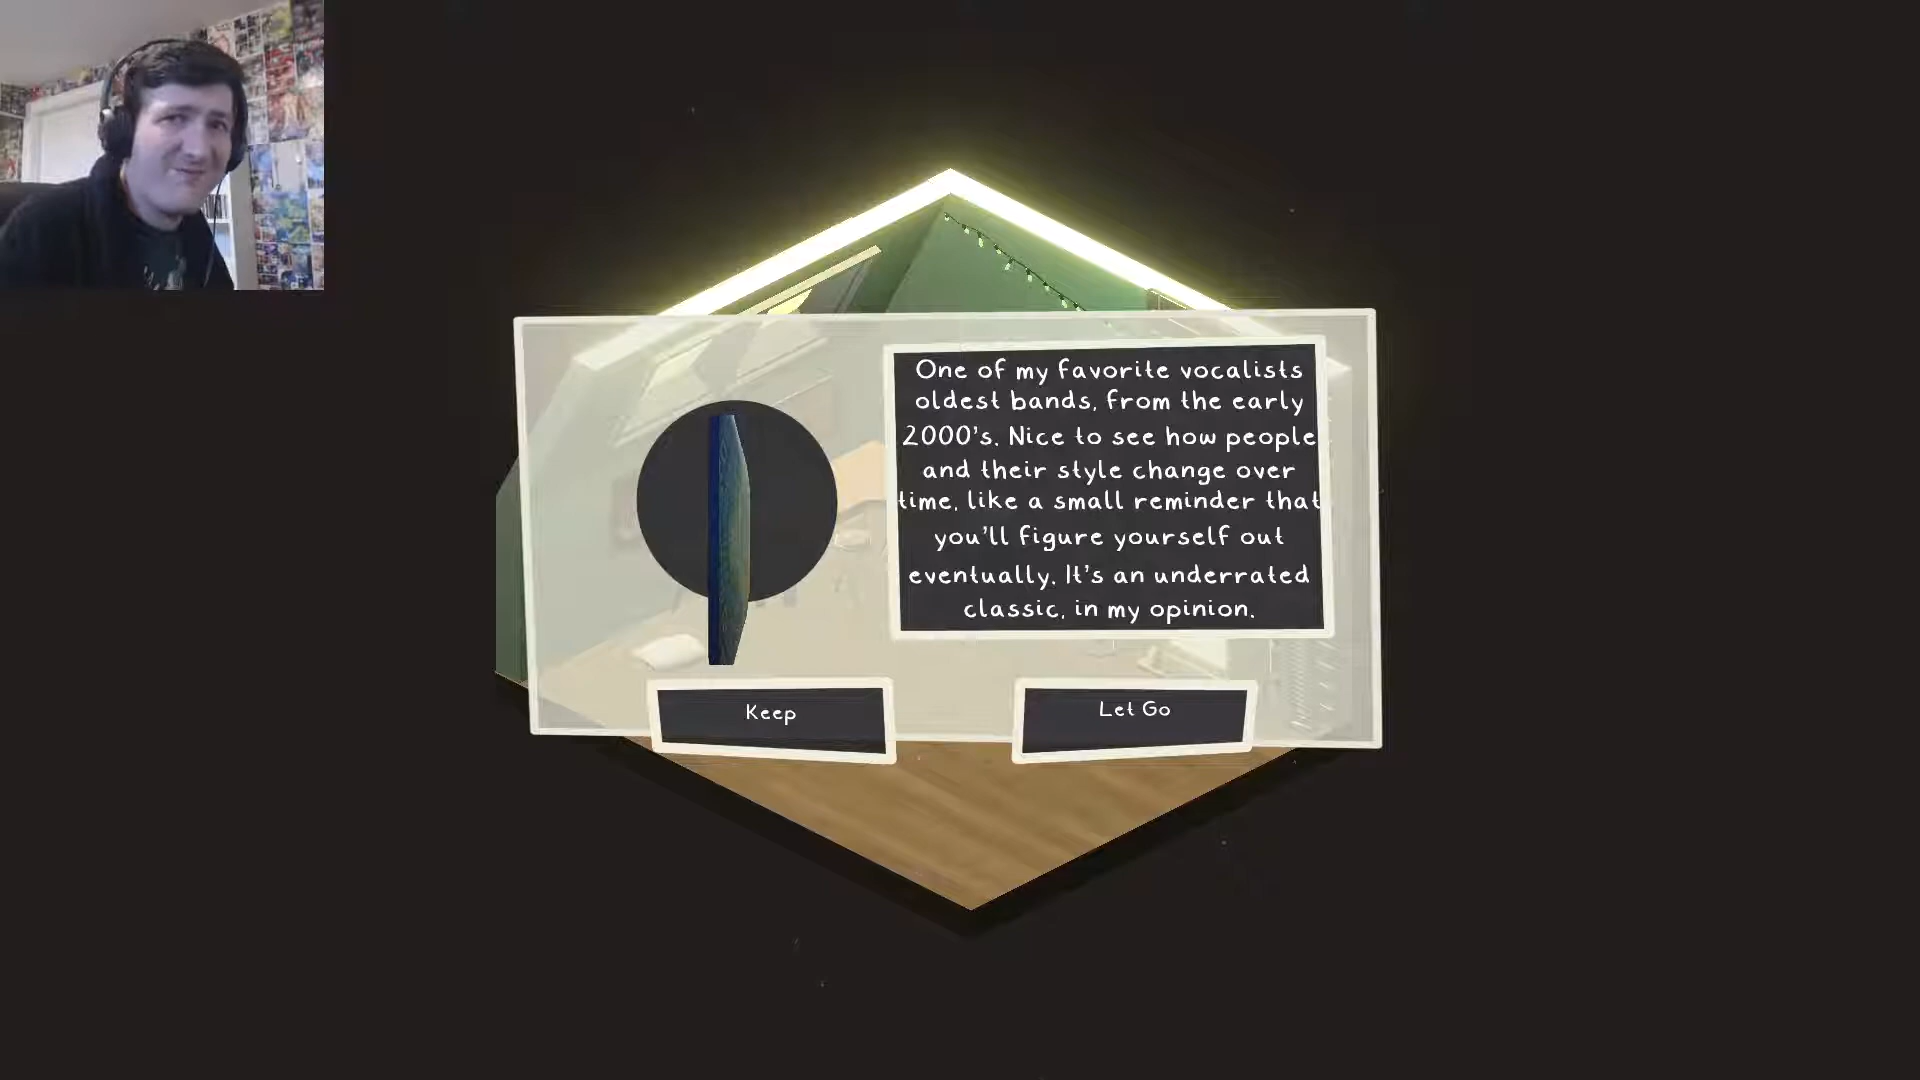 One of my favorite vocalists
oldest bands, from the early
2000's. Nice to see how people
and their style change over
time, like a small reminder that
you'll figure yourself out
eventually. It's an underrated
classic, in my opinion.
Keep
Let Go